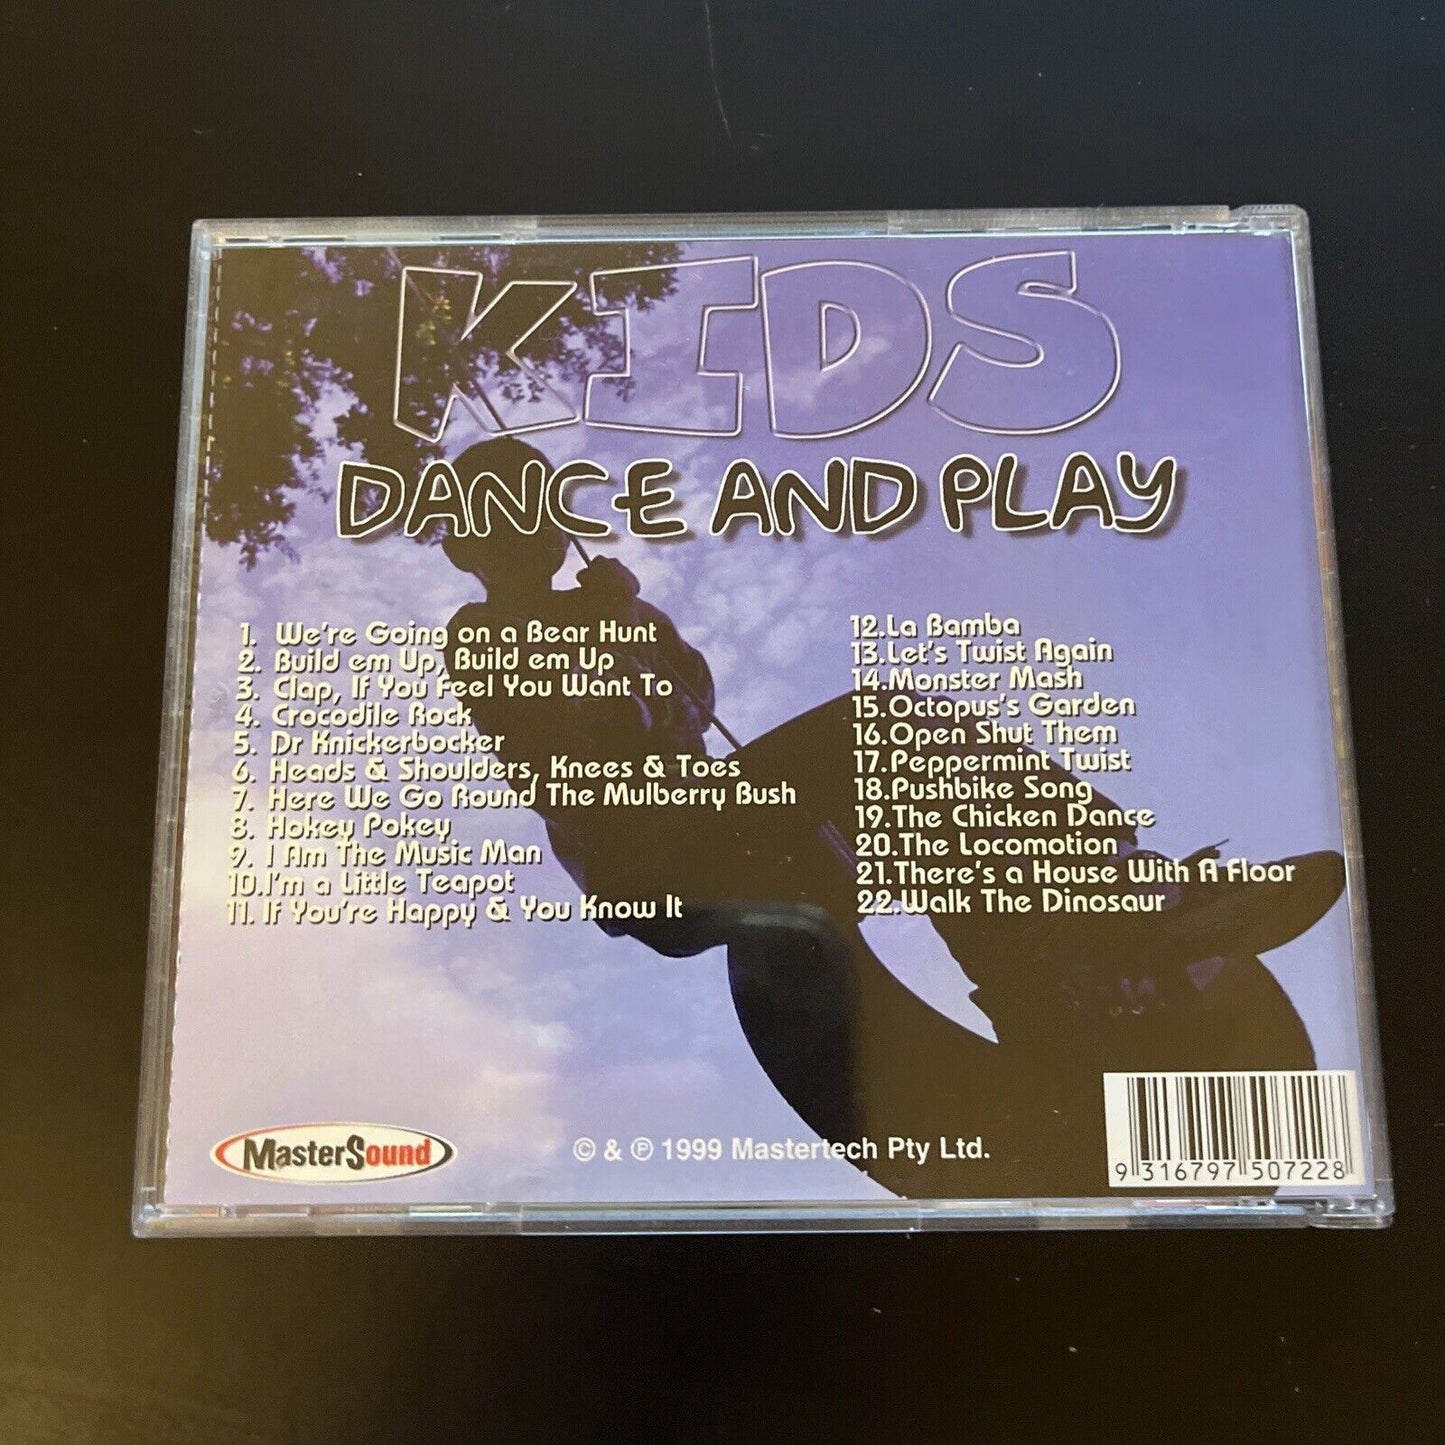 KIDS
DANCE AND PLAY
1. We're Going on a Bear Hunt
2. Build em Up, Build em Up
3. Clap, If You Feel You Want To
4. Crocodile Rock
5. Dr Knickerbocker
6. Heads & Shoulders, Knees & Toes
7. Here We Go Round The Mulberry Bush
8. Hokey Pokey
9. I Am The Music Man
10.I'm a Little Teapot
11. If You're Happy & You Know It
12.La Bamba
13.Let's Twist Again
14.Monster Mash
15.Octopus's Garden
16.Open Shut Them
17.Peppermint Twist
18.Pushbike Song
19.The Chicken Dance
20.The Locomotion
21.There's a House With A Floor
22.Walk The Dinosaur
MasterSound
© & ℗ 1999 Mastertech Pty Ltd.
9 316797 507228